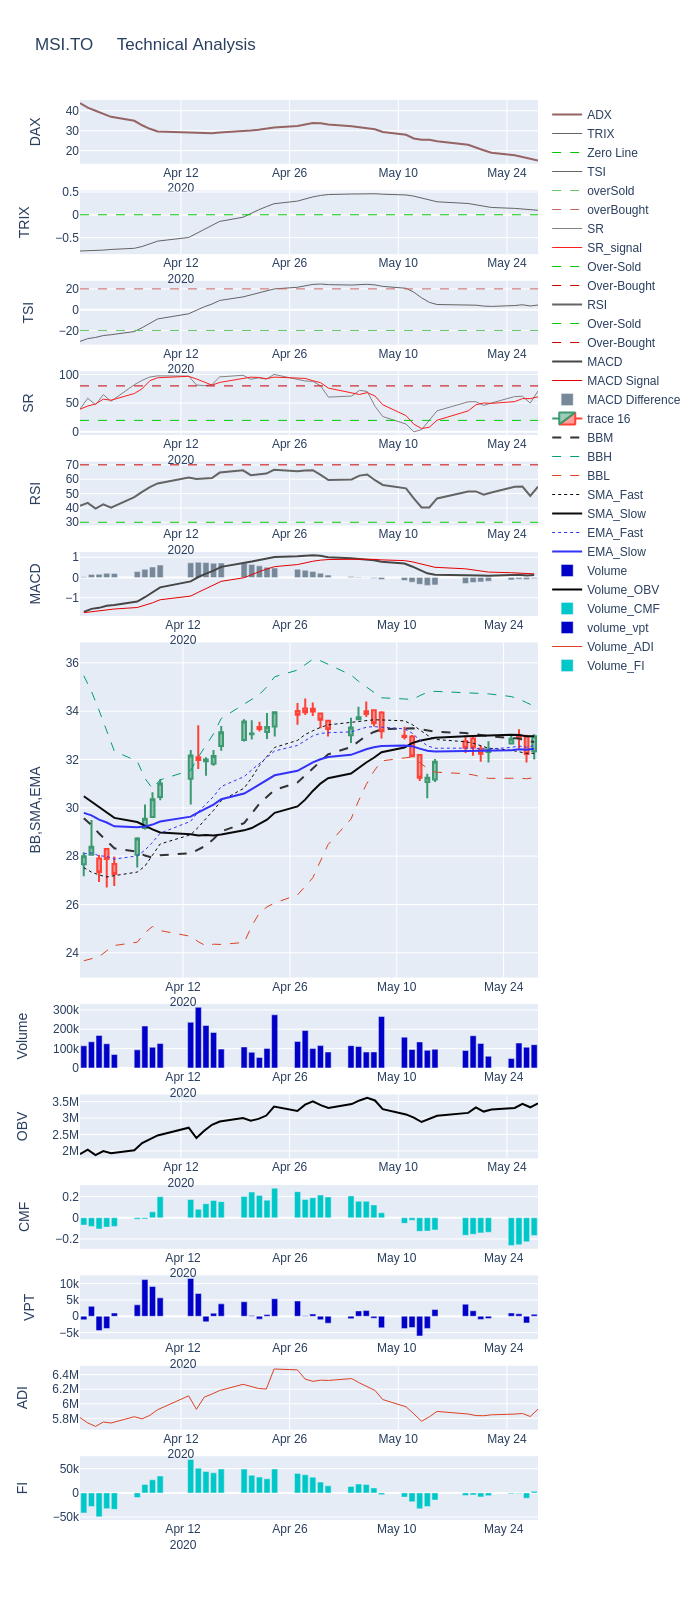 MSI.TO Technical Analysis
DAX
40
30
20
Apr 12
2020
Apr 26
May 10
May 24
TRIX
0.5
0
−0.5
Apr 12
2020
Apr 26
May 10
May 24
TSI
20
0
−20
Apr 12
2020
Apr 26
May 10
May 24
SR
100
50
0
Apr 12
2020
Apr 26
May 10
May 24
RSI
70
60
50
40
30
Apr 12
2020
Apr 26
May 10
May 24
MACD
1
0
−1
Apr 12
2020
Apr 26
May 10
May 24
BB,SMA,EMA
36
34
32
30
28
26
24
Apr 12
2020
Apr 26
May 10
May 24
Volume
300k
200k
100k
0
Apr 12
2020
Apr 26
May 10
May 24
OBV
3.5M
3M
2.5M
2M
Apr 12
2020
Apr 26
May 10
May 24
CMF
0.2
0
−0.2
Apr 12
2020
Apr 26
May 10
May 24
VPT
10k
5k
0
−5k
Apr 12
2020
Apr 26
May 10
May 24
ADI
6.4M
6.2M
6M
5.8M
Apr 12
2020
Apr 26
May 10
May 24
FI
50k
0
−50k
Apr 12
2020
Apr 26
May 10
May 24
ADX
TRIX
Zero Line
TSI
overSold
overBought
SR
SR_signal
Over-Sold
Over-Bought
RSI
Over-Sold
Over-Bought
MACD
MACD Signal
MACD Difference
trace 16
BBM
BBH
BBL
SMA_Fast
SMA_Slow
EMA_Fast
EMA_Slow
Volume
Volume_OBV
Volume_CMF
volume_vpt
Volume_ADI
Volume_FI